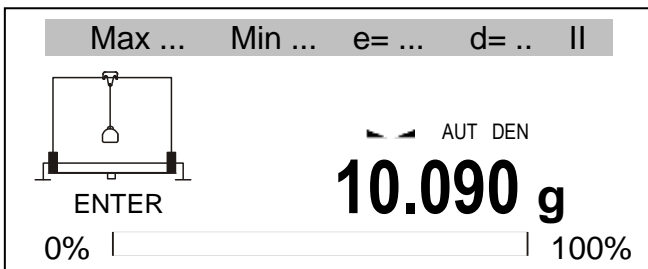 Max ... Min ... e= ... d= .. II
AUT DEN
10.090 g
ENTER
0% 100%